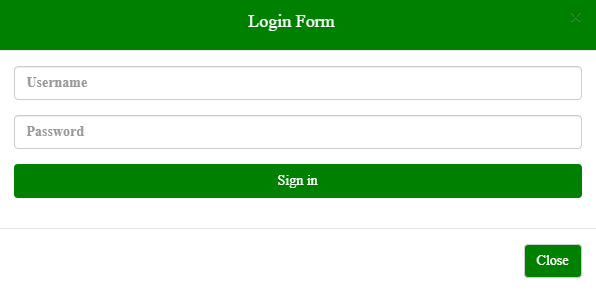 Login Form
×
Username
Password
Sign in
Close